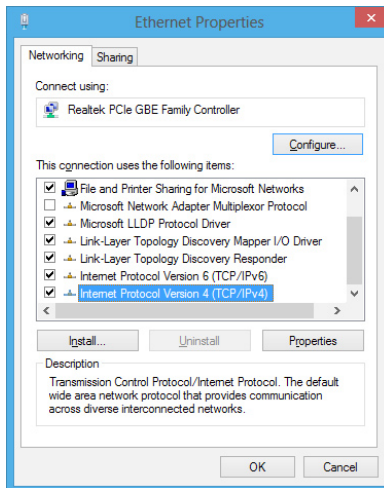 Ethernet Properties
Networking
Sharing
Connect using:
Realtek PCIe GBE Family Controller
Configure...
This connection uses the following items:
File and Printer Sharing for Microsoft Networks
Microsoft Network Adapter Multiplexor Protocol
Microsoft LLDP Protocol Driver
Link-Layer Topology Discovery Mapper I/O Driver
Link-Layer Topology Discovery Responder
Internet Protocol Version 6 (TCP/IPv6)
Internet Protocol Version 4 (TCP/IPv4)
Install...
Uninstall
Properties
Description
Transmission Control Protocol/Internet Protocol. The default
wide area network protocol that provides communication
across diverse interconnected networks.
OK
Cancel